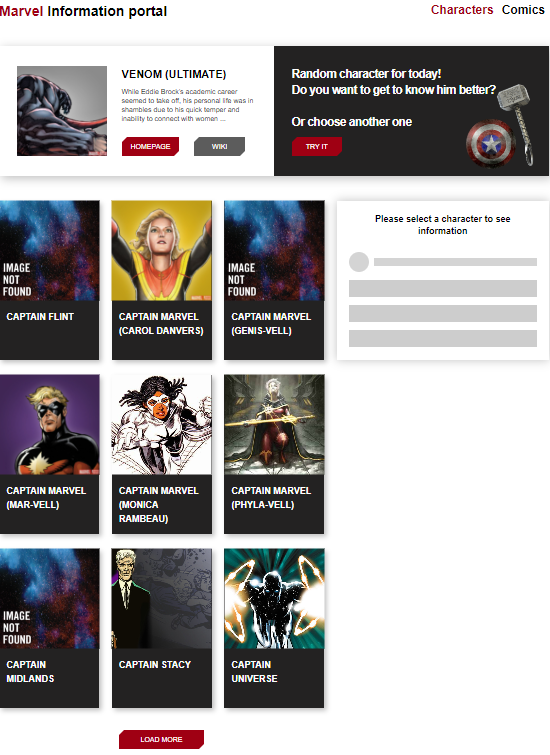 Marvel Information portal
Characters Comics
VENOM (ULTIMATE)
While Eddie Brock's academic career
seemed to take off, his personal life was in
shambles due to his quick temper and
inability to connect with women ...
HOMEPAGE
WIKI
Random character for today!
Do you want to get to know him better?
Or choose another one
TRY IT
IMAGE
NOT
FOUND
CAPTAIN FLINT
CAPTAIN MARVEL
(CAROL DANVERS)
IMAGE
NOT
FOUND
CAPTAIN MARVEL
(GENIS-VELL)
Please select a character to see
information
CAPTAIN MARVEL
(MAR-VELL)
CAPTAIN MARVEL
(MONICA
RAMBEAU)
CAPTAIN MARVEL
(PHYLA-VELL)
IMAGE
NOT
FOUND
CAPTAIN
MIDLANDS
CAPTAIN STACY
CAPTAIN
UNIVERSE
LOAD MORE